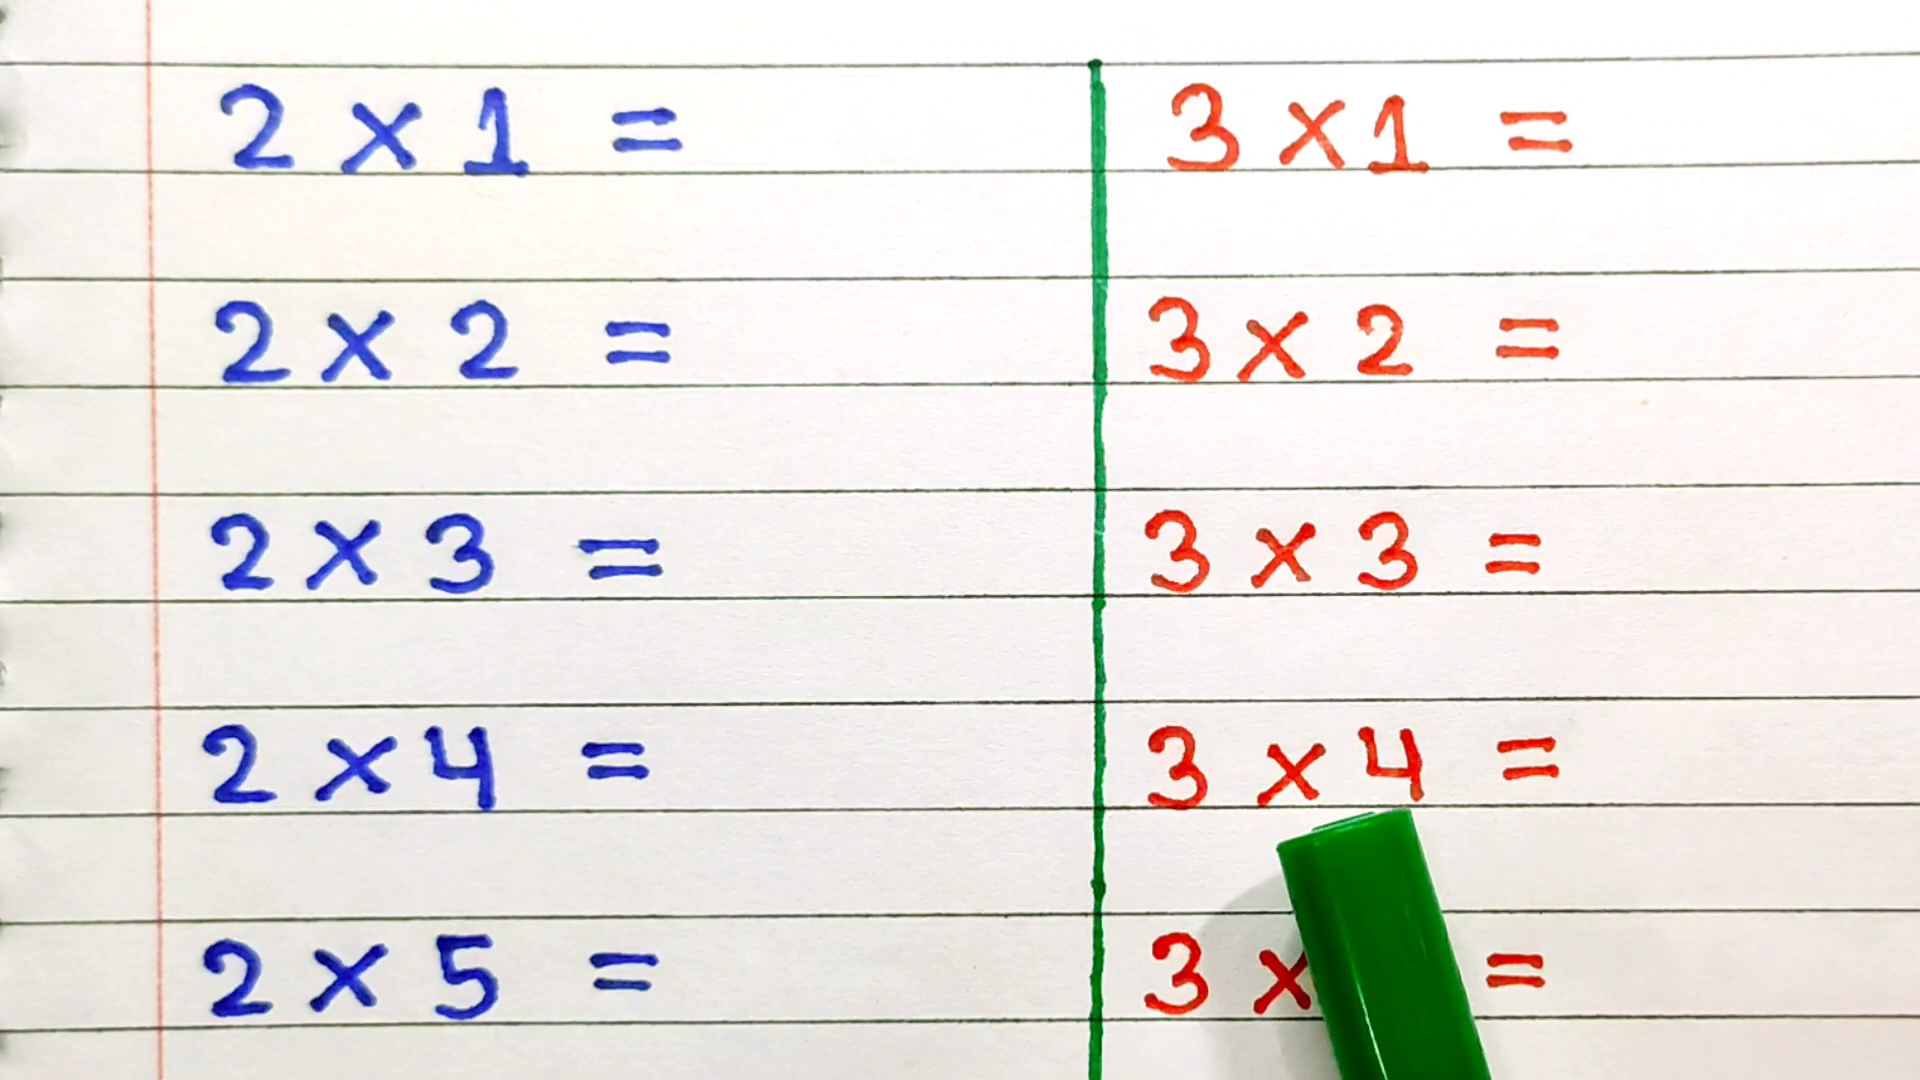 2 × 1 =
2 × 2 =
2 × 3 =
2 × 4 =
2 × 5 =
3 × 1 =
3 × 2 =
3 × 3 =
3 × 4 =
3 × =